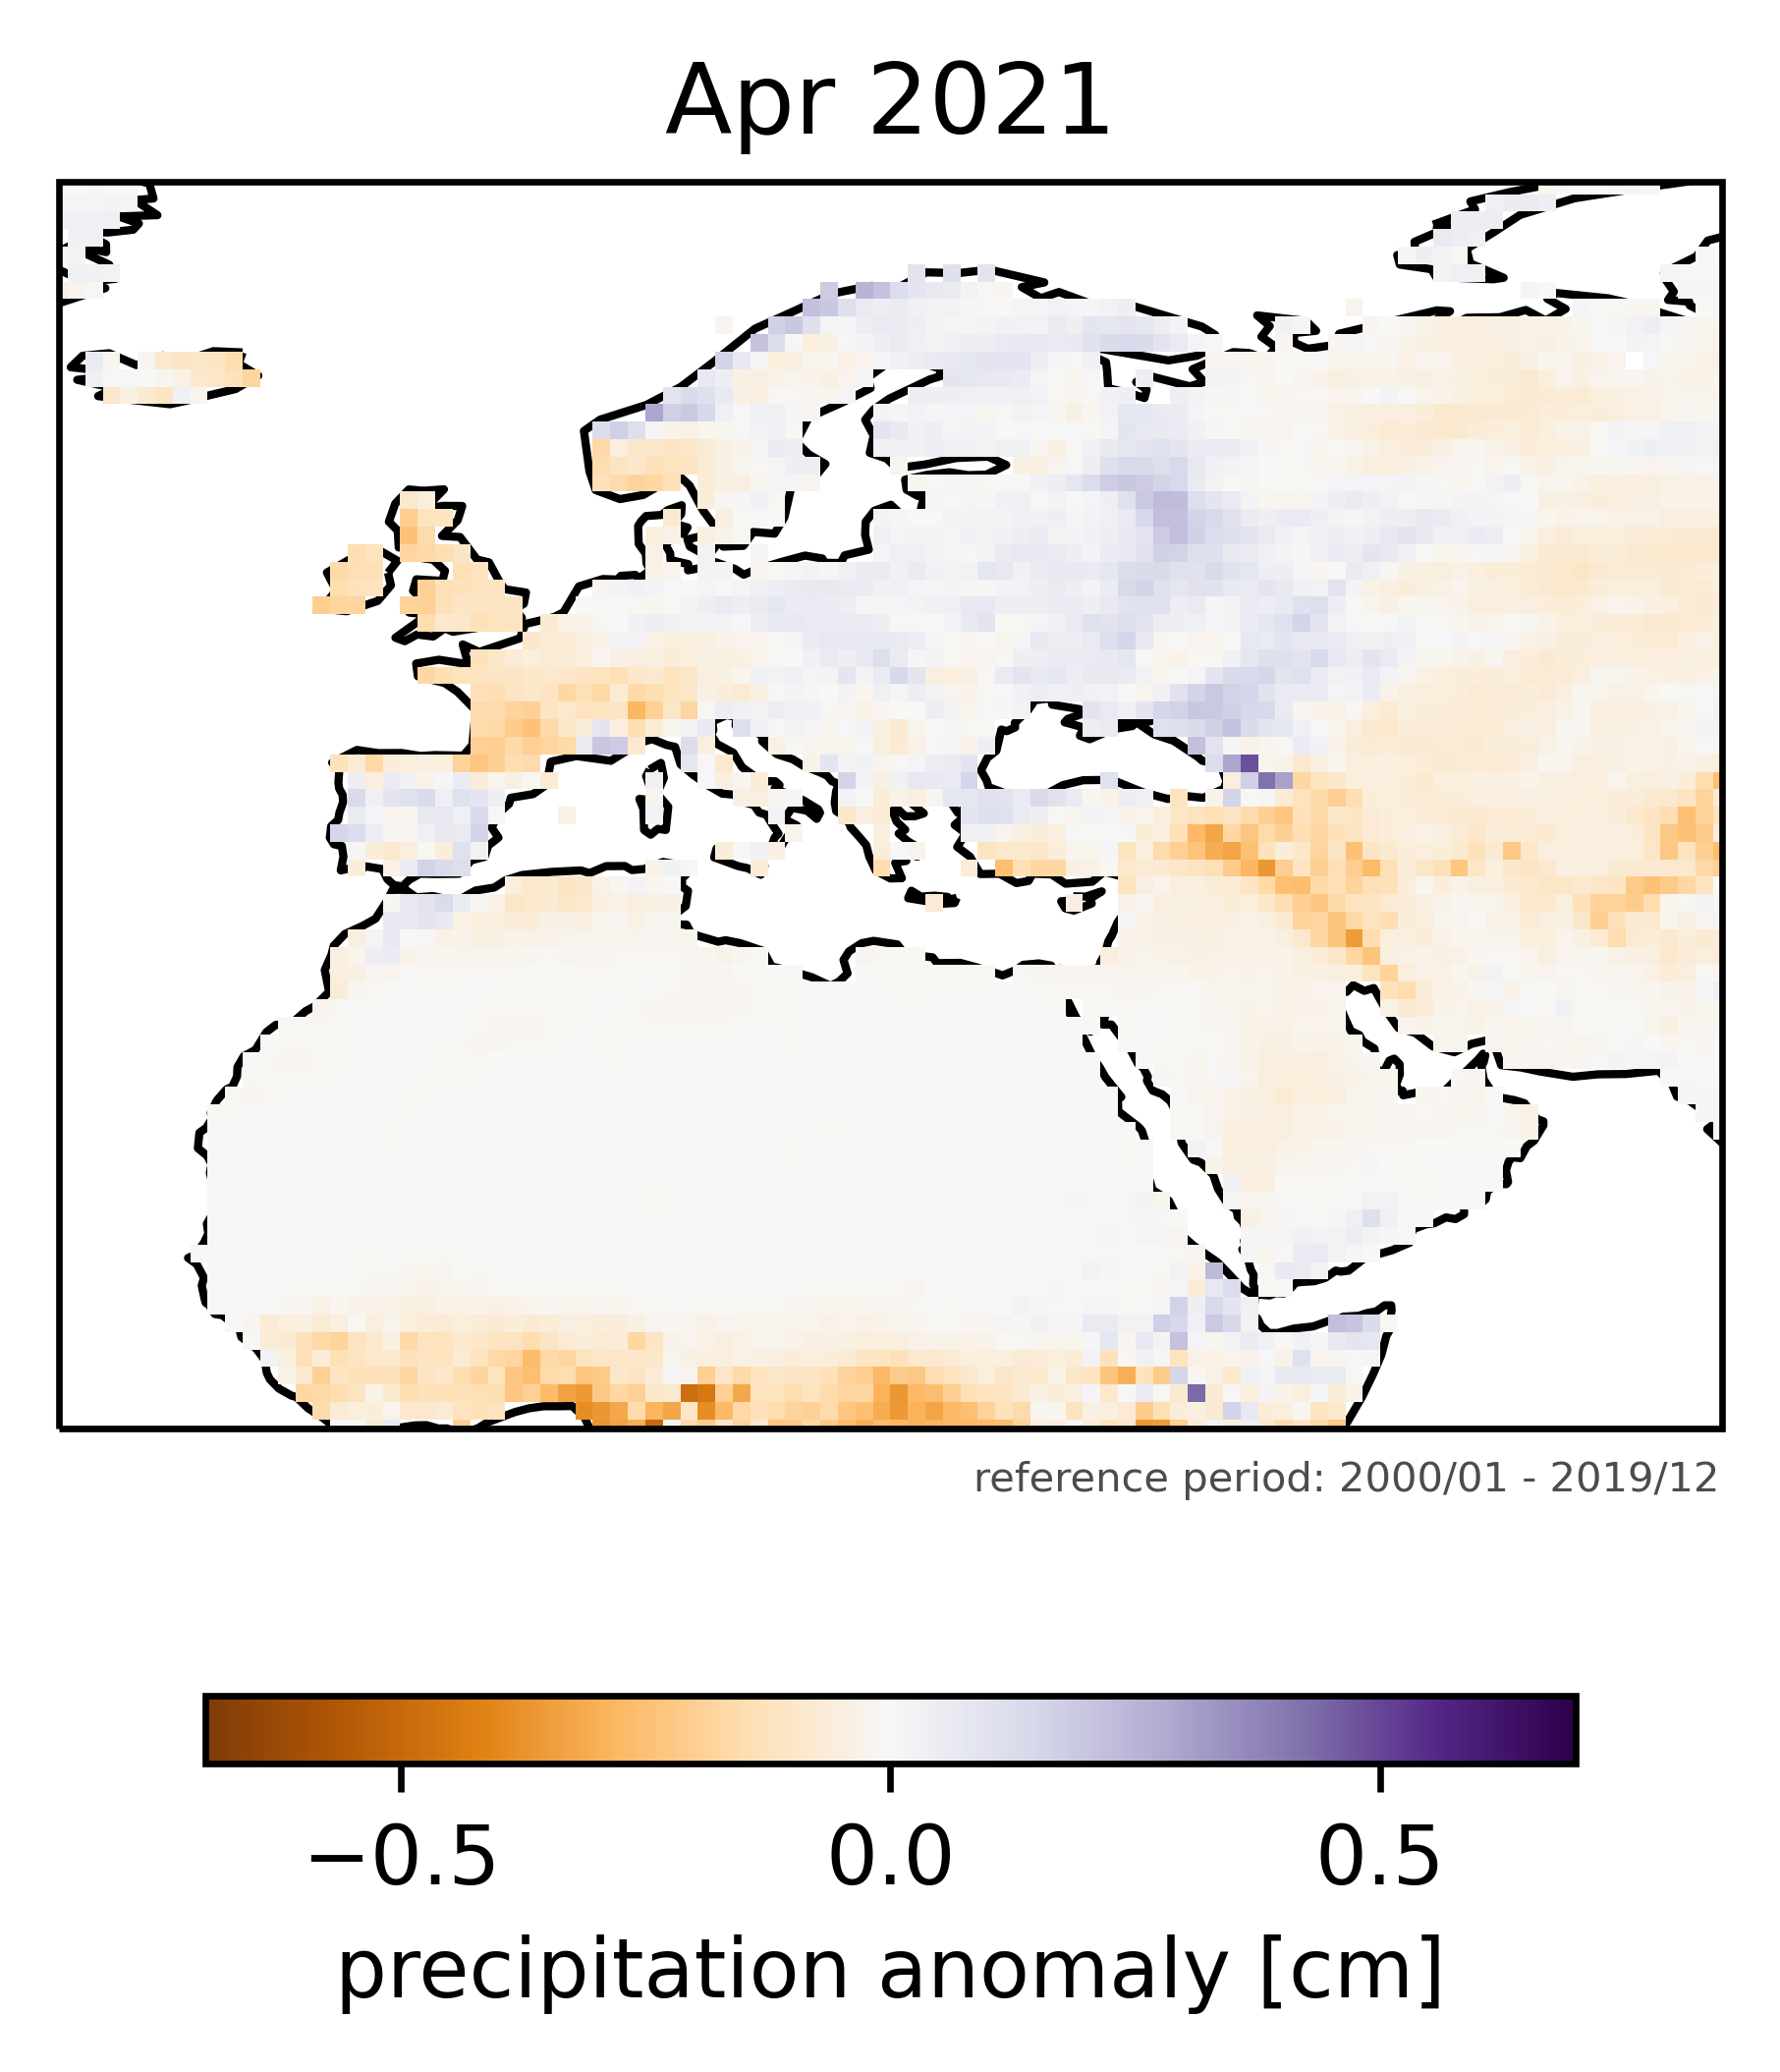 Apr 2021
reference period: 2000/01 - 2019/12
−0.5 0.0 0.5
precipitation anomaly [cm]